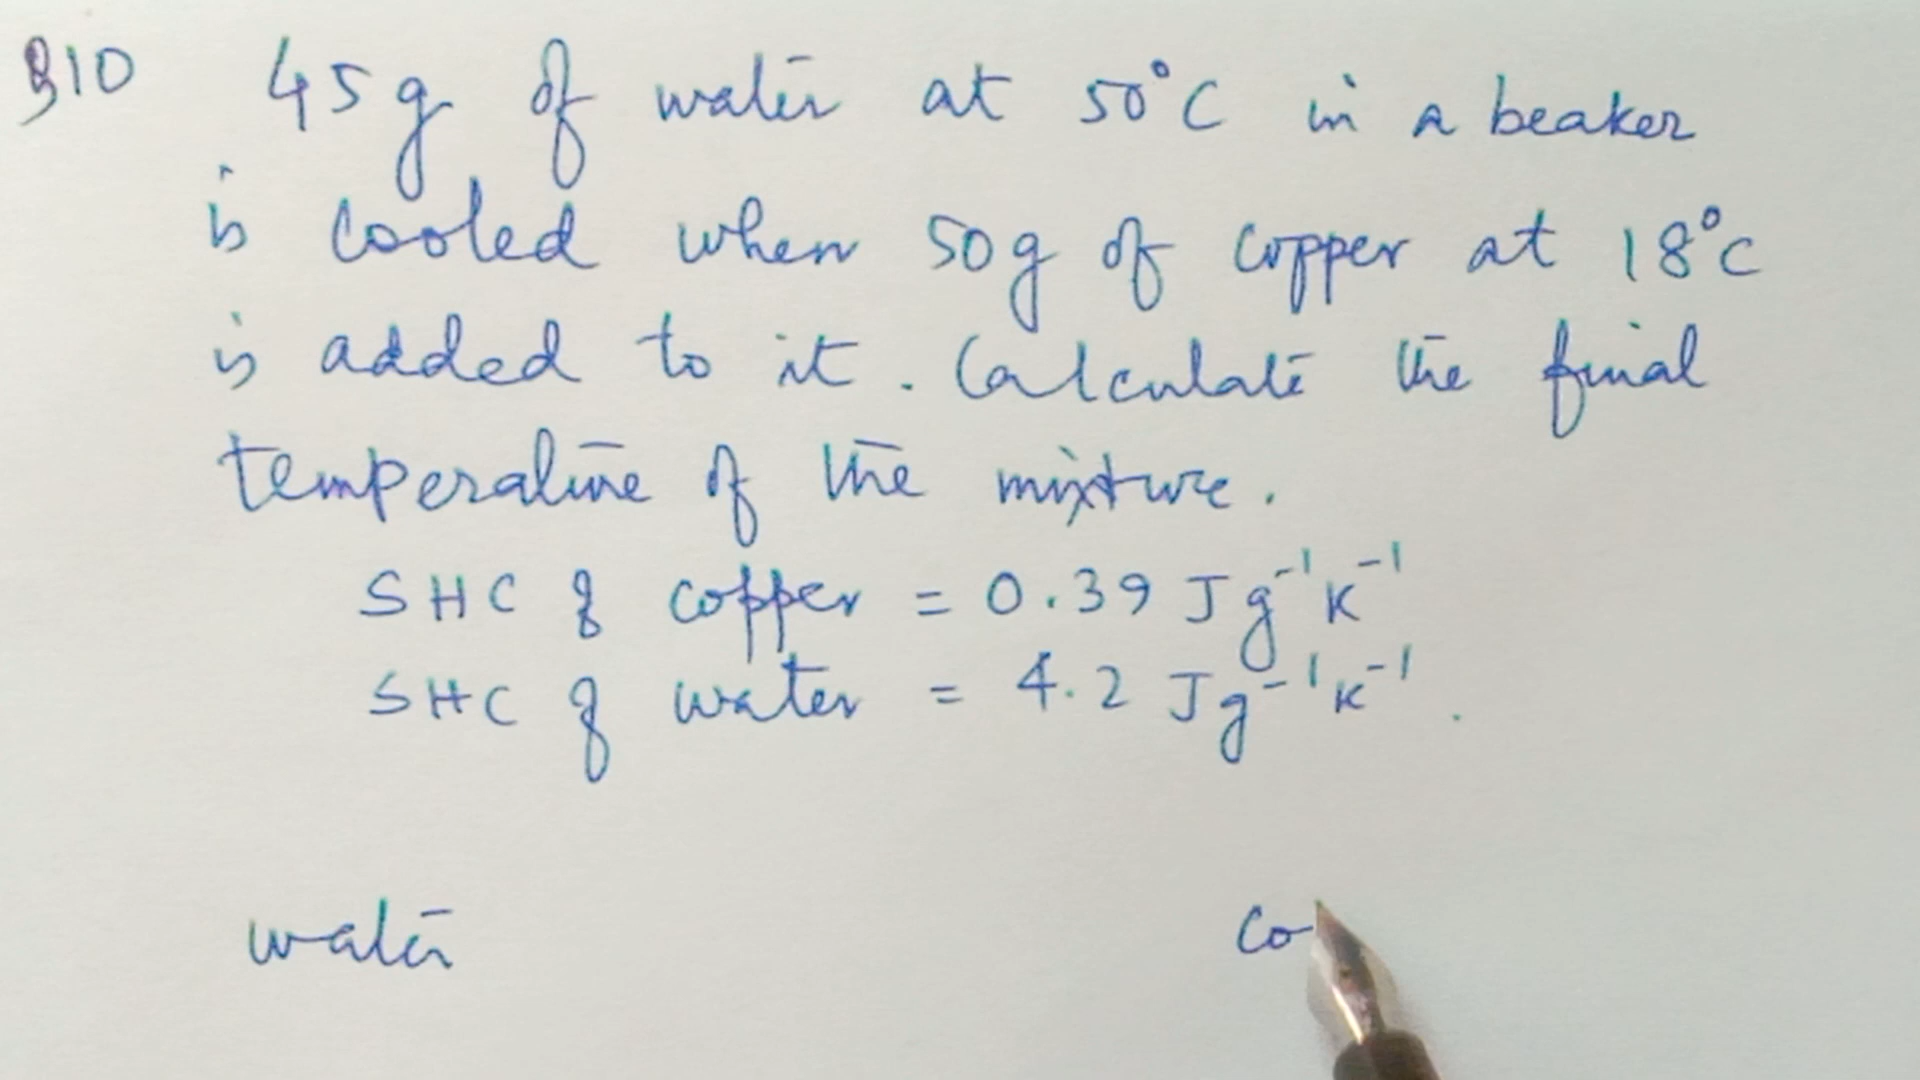 Q10 45g of water at 50°C in a beaker
is cooled when 50g of copper at 18°C
is added to it. Calculate the final
temperature of the mixture.
SHC of copper = 0.39 Jg⁻¹K⁻¹
SHC of water = 4.2 Jg⁻¹K⁻¹.
water Co